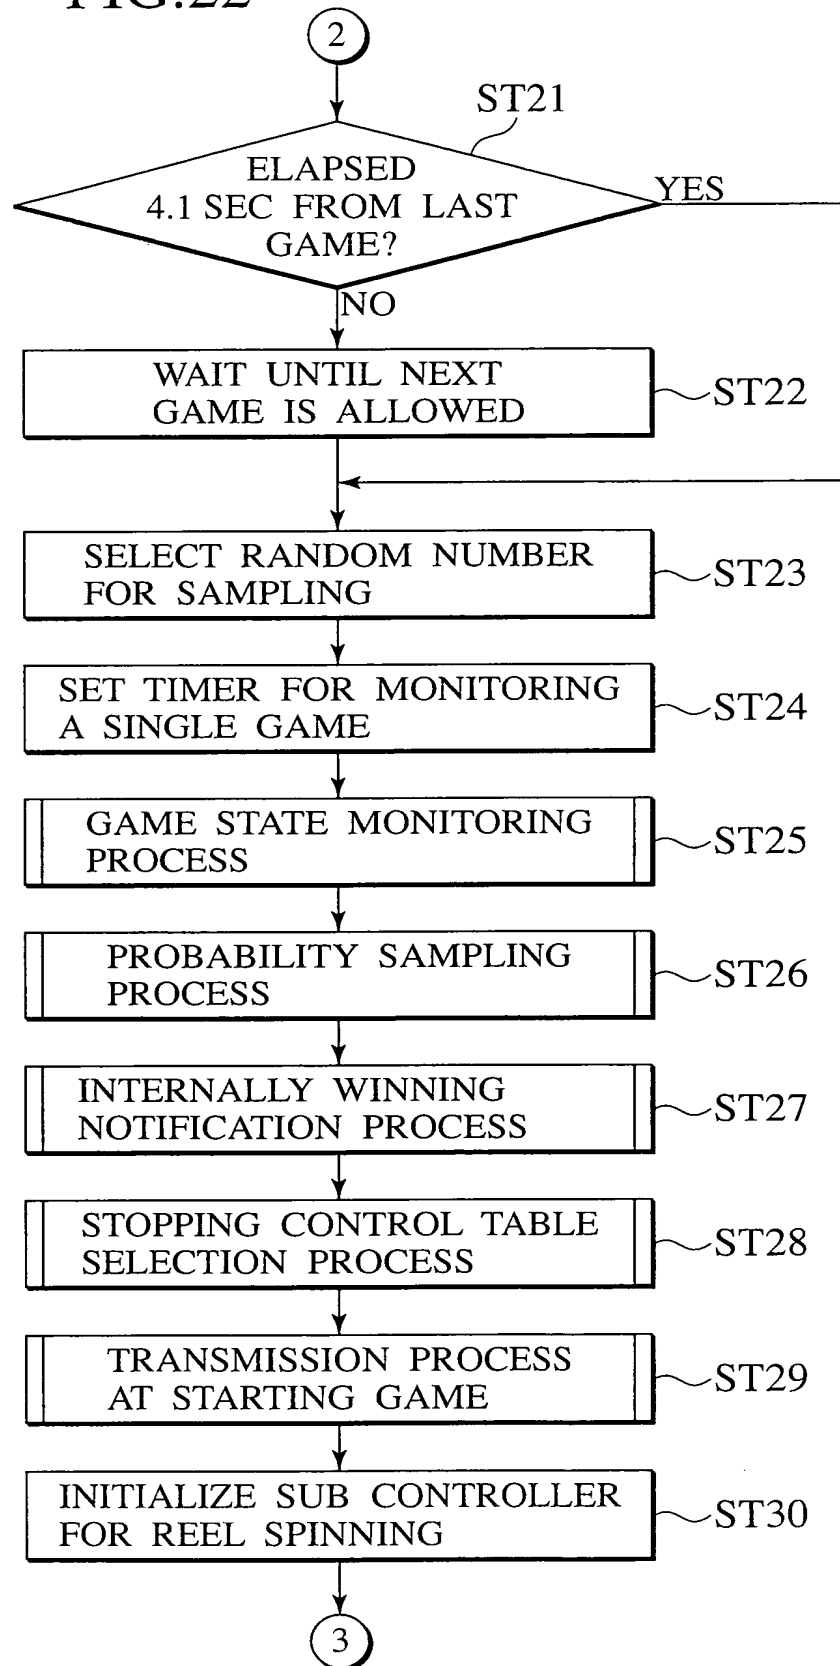 FIG.22
2
ST21
ELAPSED
4.1 SEC FROM LAST
GAME?
YES
NO
WAIT UNTIL NEXT
GAME IS ALLOWED
ST22
SELECT RANDOM NUMBER
FOR SAMPLING
ST23
SET TIMER FOR MONITORING
A SINGLE GAME
ST24
GAME STATE MONITORING
PROCESS
ST25
PROBABILITY SAMPLING
PROCESS
ST26
INTERNALLY WINNING
NOTIFICATION PROCESS
ST27
STOPPING CONTROL TABLE
SELECTION PROCESS
ST28
TRANSMISSION PROCESS
AT STARTING GAME
ST29
INITIALIZE SUB CONTROLLER
FOR REEL SPINNING
ST30
3